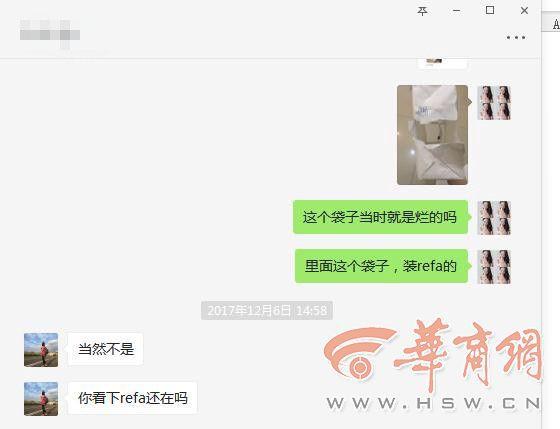 A
这个袋子当时就是烂的吗
里面这个袋子，装refa的
2017年12月6日 14:58
当然不是
你看下refa还在吗
華商網
WWW.HSW.CN